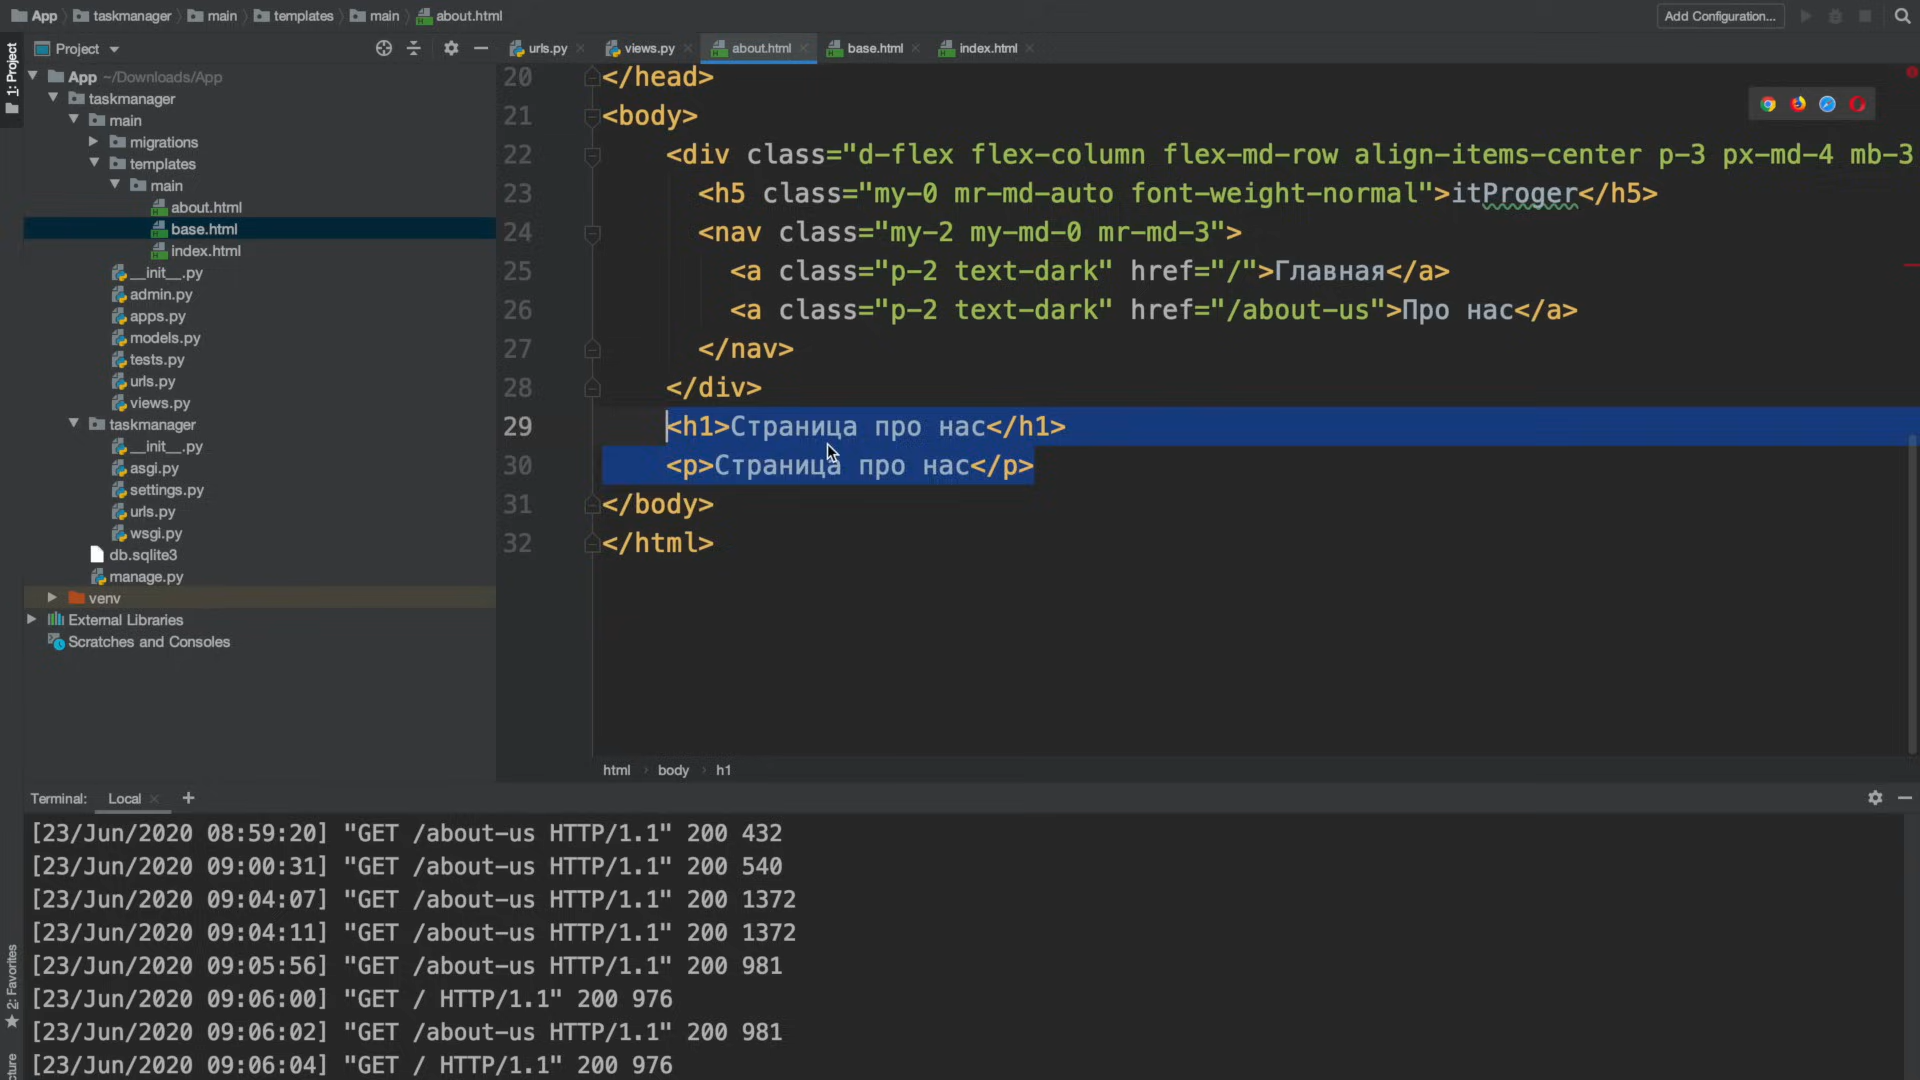 App taskmanager main templates main about.html
Add Configuration...
1: Project
Project
urls.py views.py about.html base.html index.html
App ~/Downloads/App
taskmanager
main
migrations
templates
main
about.html
base.html
index.html
__init__.py
admin.py
apps.py
models.py
tests.py
urls.py
views.py
taskmanager
__init__.py
asgi.py
settings.py
urls.py
wsgi.py
db.sqlite3
manage.py
venv
External Libraries
Scratches and Consoles
20 </head>
21 <body>
22 <div class="d-flex flex-column flex-md-row align-items-center p-3 px-md-4 mb-3
23 <h5 class="my-0 mr-md-auto font-weight-normal">itProger</h5>
24 <nav class="my-2 my-md-0 mr-md-3">
25 <a class="p-2 text-dark" href="/">Главная</a>
26 <a class="p-2 text-dark" href="/about-us">Про нас</a>
27 </nav>
28 </div>
29 <h1>Страница про нас</h1>
30 <p>Страница про нас</p>
31 </body>
32 </html>
html body h1
Terminal: Local +
[23/Jun/2020 08:59:20] "GET /about-us HTTP/1.1" 200 432
[23/Jun/2020 09:00:31] "GET /about-us HTTP/1.1" 200 540
[23/Jun/2020 09:04:07] "GET /about-us HTTP/1.1" 200 1372
[23/Jun/2020 09:04:11] "GET /about-us HTTP/1.1" 200 1372
[23/Jun/2020 09:05:56] "GET /about-us HTTP/1.1" 200 981
[23/Jun/2020 09:06:00] "GET / HTTP/1.1" 200 976
[23/Jun/2020 09:06:02] "GET /about-us HTTP/1.1" 200 981
[23/Jun/2020 09:06:04] "GET / HTTP/1.1" 200 976
2: Favorites